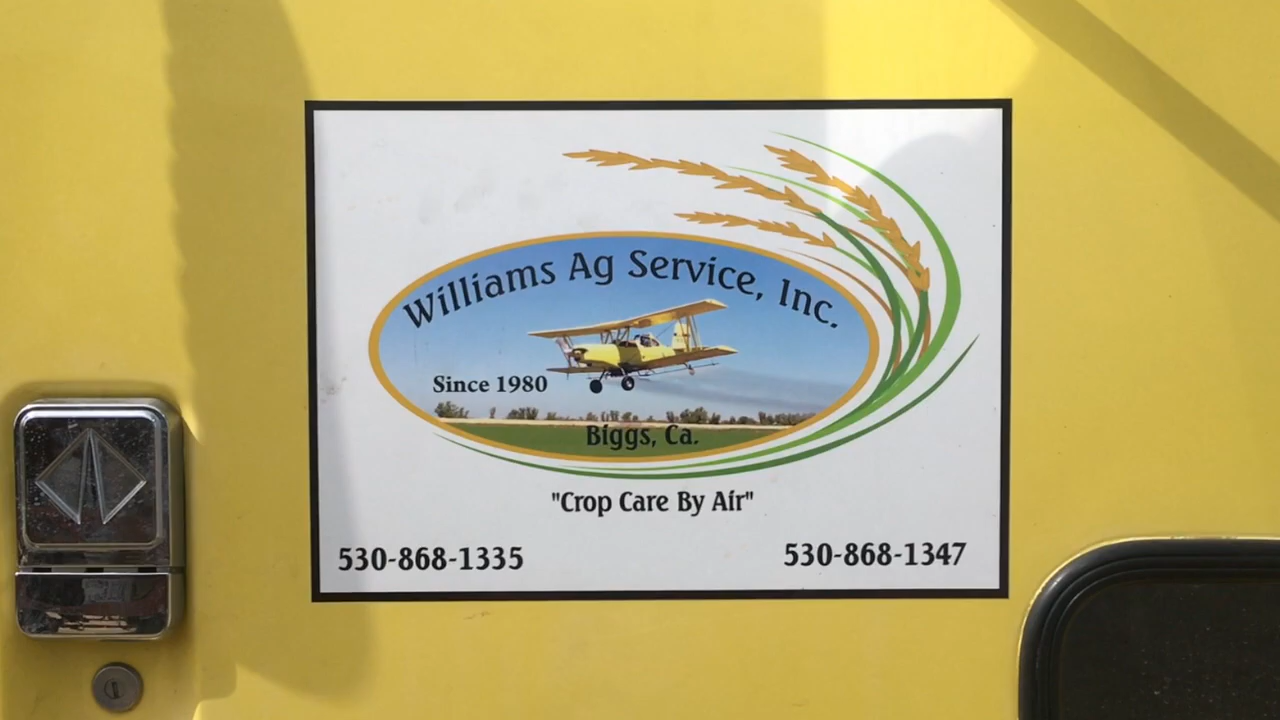 Williams Ag Service, Inc.
Since 1980
Biggs, Ca.
"Crop Care By Air"
530-868-1335
530-868-1347